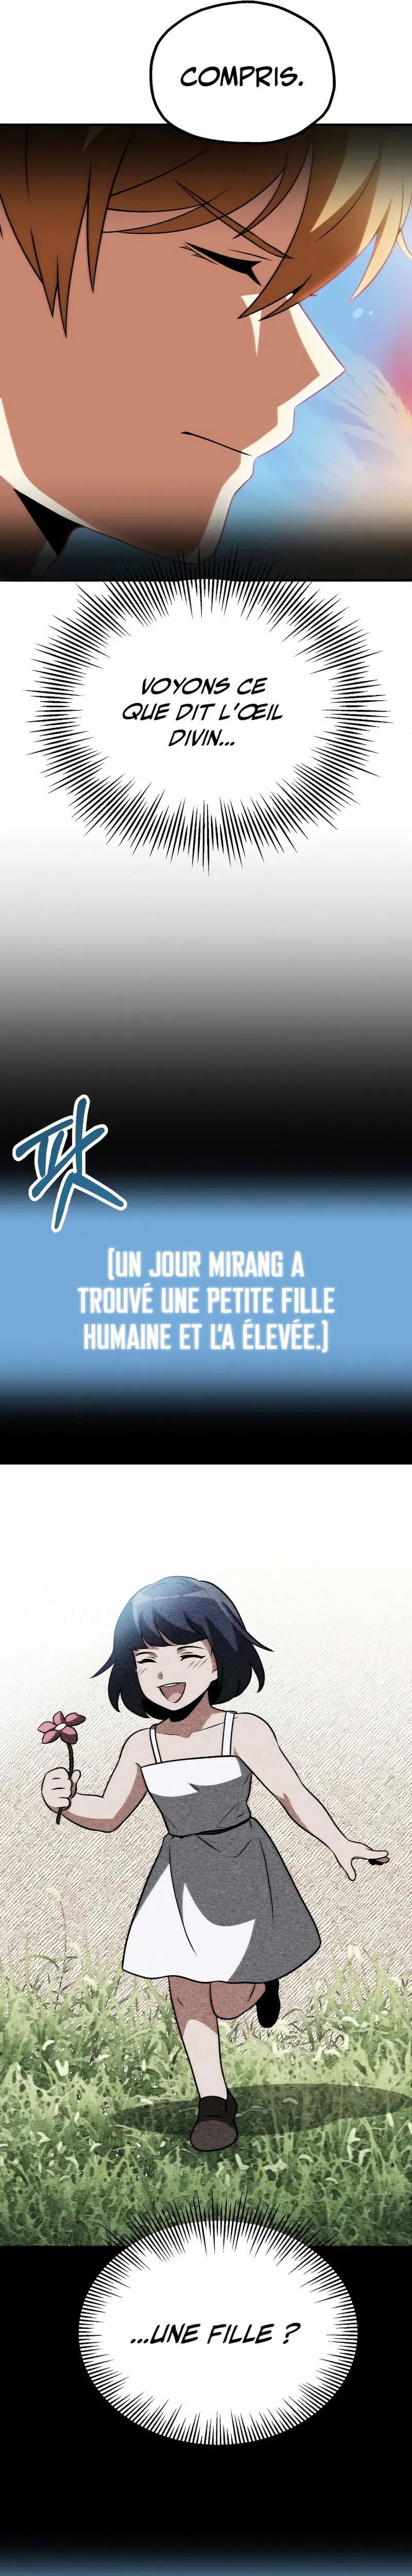 COMPRIS.
VOYONS CE
QUE DIT L'ŒIL
DIVIN...
팟
(UN JOUR MIRANG A
TROUVÉ UNE PETITE FILLE
HUMAINE ET L'A ÉLEVÉE.)
...UNE FILLE ?